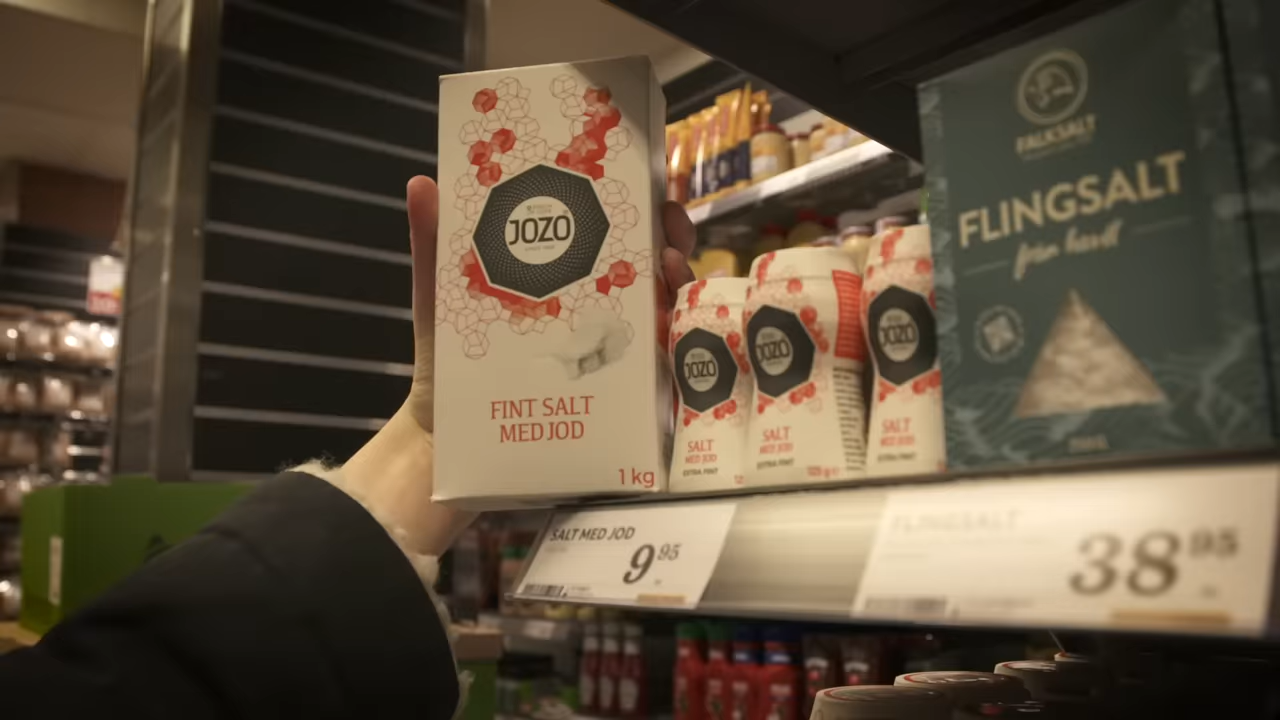 JOZO
FINT SALT
MED JOD
1 kg
JOZO
SALT
MED JOD
EXTRA FINT
JOZO
SALT
MED JOD
EXTRA FINT
JOZO
SALT
MED JOD
EXTRA FINT
FALKSALT
FLINGSALT
från havet
SALT MED JOD
9 95
FLINGSALT
38 95